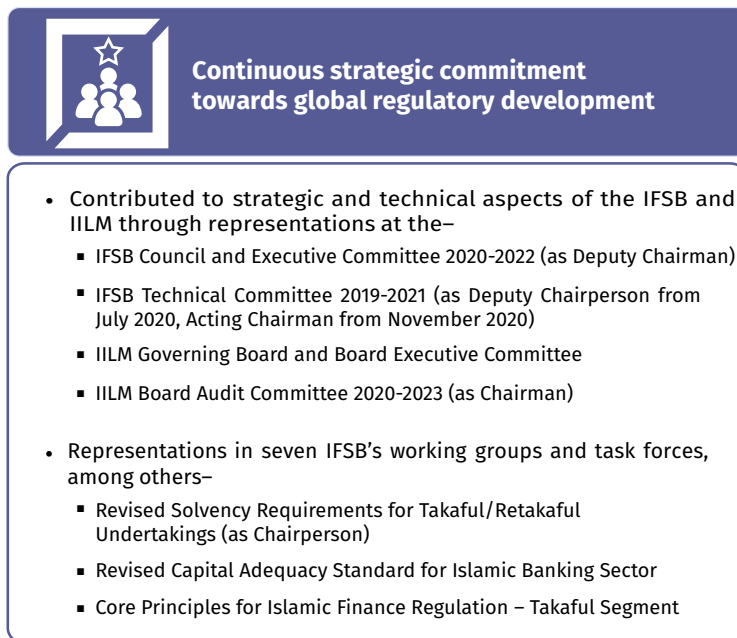 Continuous strategic commitment
towards global regulatory development
• Contributed to strategic and technical aspects of the IFSB and
IILM through representations at the–
▪ IFSB Council and Executive Committee 2020-2022 (as Deputy Chairman)
▪ IFSB Technical Committee 2019-2021 (as Deputy Chairperson from
July 2020, Acting Chairman from November 2020)
▪ IILM Governing Board and Board Executive Committee
▪ IILM Board Audit Committee 2020-2023 (as Chairman)
• Representations in seven IFSB’s working groups and task forces,
among others–
▪ Revised Solvency Requirements for Takaful/Retakaful
Undertakings (as Chairperson)
▪ Revised Capital Adequacy Standard for Islamic Banking Sector
▪ Core Principles for Islamic Finance Regulation – Takaful Segment